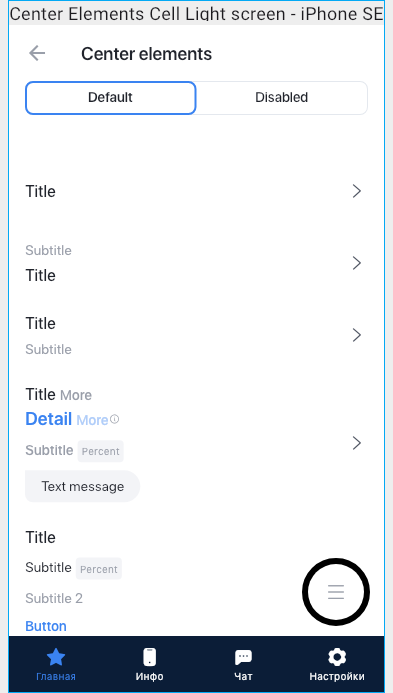 Center Elements Cell Light screen - iPhone SE
Center elements
Default Disabled
Title
Subtitle
Title
Title
Subtitle
Title More
Detail More
Subtitle Percent
Text message
Title
Subtitle Percent
Subtitle 2
Button
Главная Инфо Чат Настройки